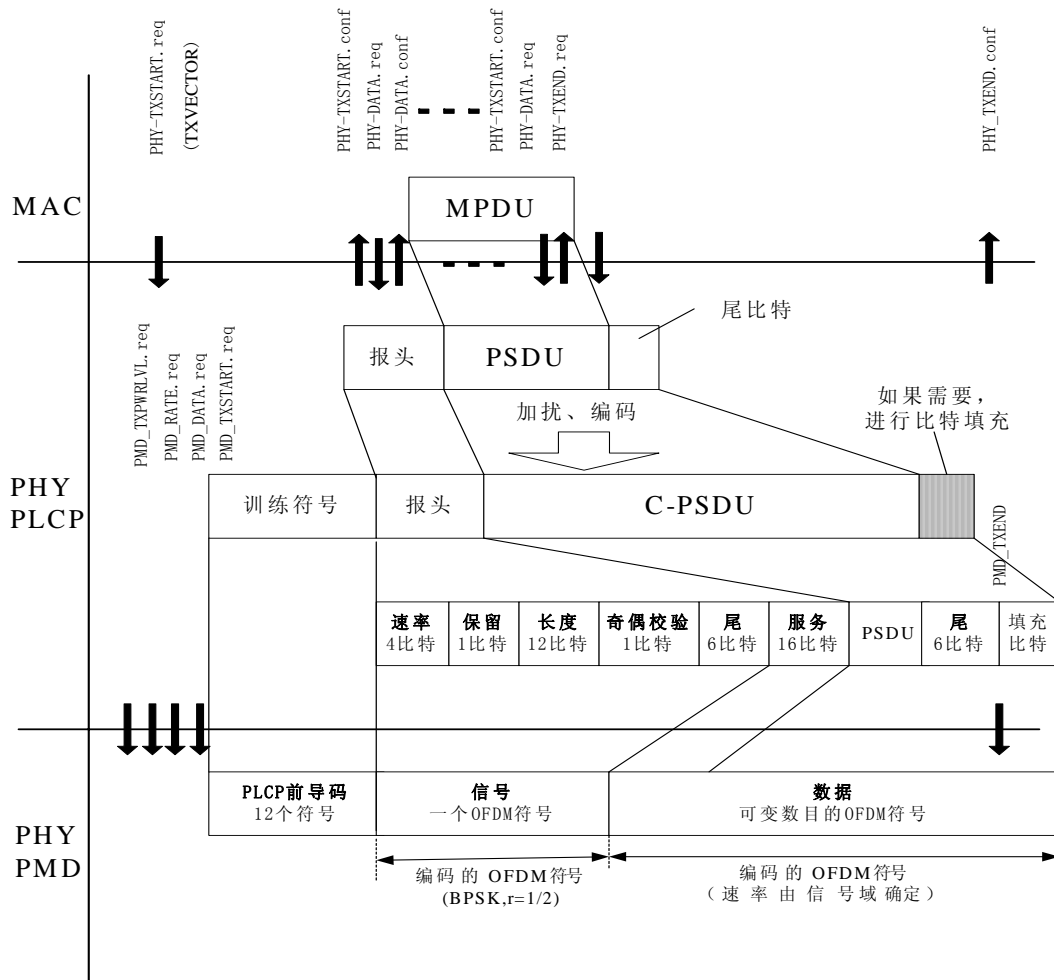 PHY-TXSTART.req
(TXVECTOR)
PHY-TXSTART.conf
PHY-DATA.req
PHY-DATA.conf
PHY-TXSTART.conf
PHY-DATA.req
PHY-TXEND.req
PHY_TXEND.conf
MAC
MPDU
尾比特
报头
PSDU
PMD_TXPWRLVL.req
PMD_RATE.req
PMD_DATA.req
PMD_TXSTART.req
加扰、编码
如果需要，
进行比特填充
PHY
PLCP
训练符号
报头
C-PSDU
PMD_TXEND
速率
4比特
保留
1比特
长度
12比特
奇偶校验
1比特
尾
6比特
服务
16比特
PSDU
尾
6比特
填充
比特
PHY
PMD
PLCP前导码
12个符号
信号
一个OFDM符号
数据
可变数目的OFDM符号
编码的 OFDM符号
(BPSK,r=1/2)
编码的 OFDM符号
（速率由信号域确定）